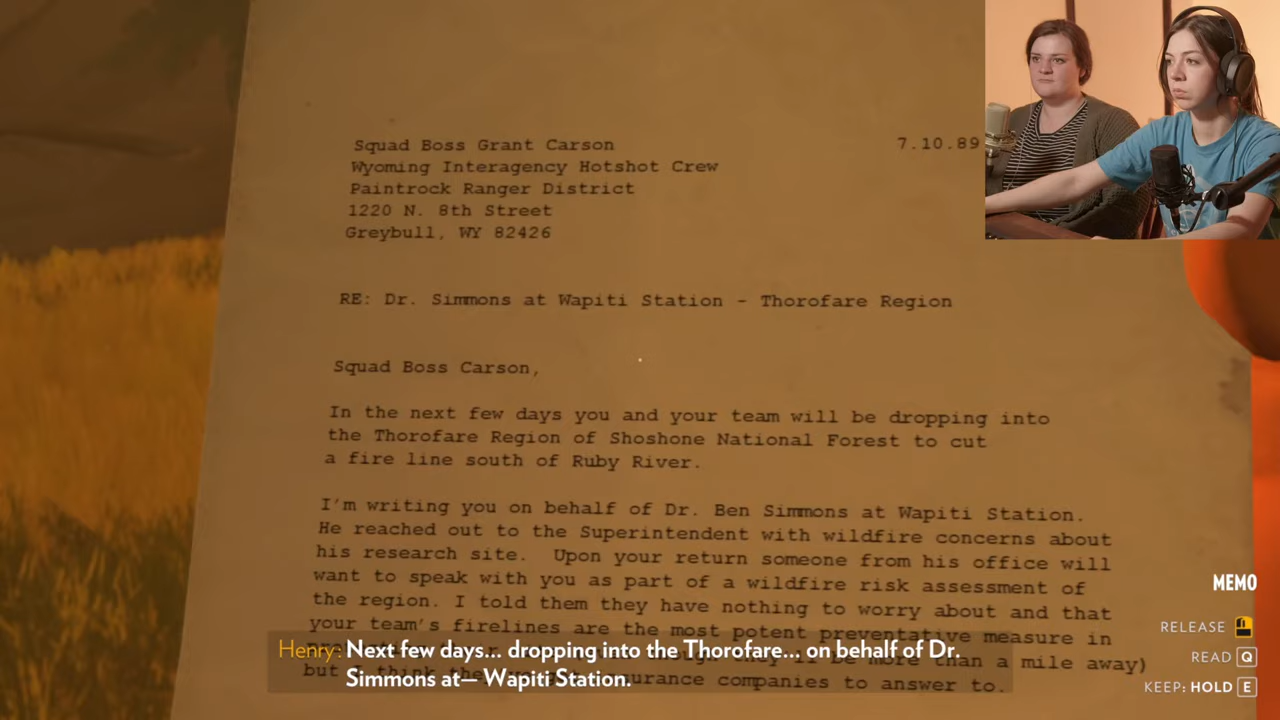 Squad Boss Grant Carson
7.10.89
Wyoming Interagency Hotshot Crew
Paintrock Ranger District
1220 N. 8th Street
Greybull, WY 82426
RE: Dr. Simmons at Wapiti Station - Thorofare Region
Squad Boss Carson,
In the next few days you and your team will be dropping into
the Thorofare Region of Shoshone National Forest to cut
a fire line south of Ruby River.
I'm writing you on behalf of Dr. Ben Simmons at Wapiti Station.
He reached out to the Superintendent with wildfire concerns about
his research site. Upon your return someone from his office will
want to speak with you as part of a wildfire risk assessment of
the region. I told them they have nothing to worry about and that
your team's firelines are the most potent preventative measure in
though they'll be more than a mile away)
but I think they insurance companies to answer to.
Henry: Next few days... dropping into the Thorofare... on behalf of Dr.
Simmons at— Wapiti Station.
MEMO
RELEASE
READ Q
KEEP: HOLD E